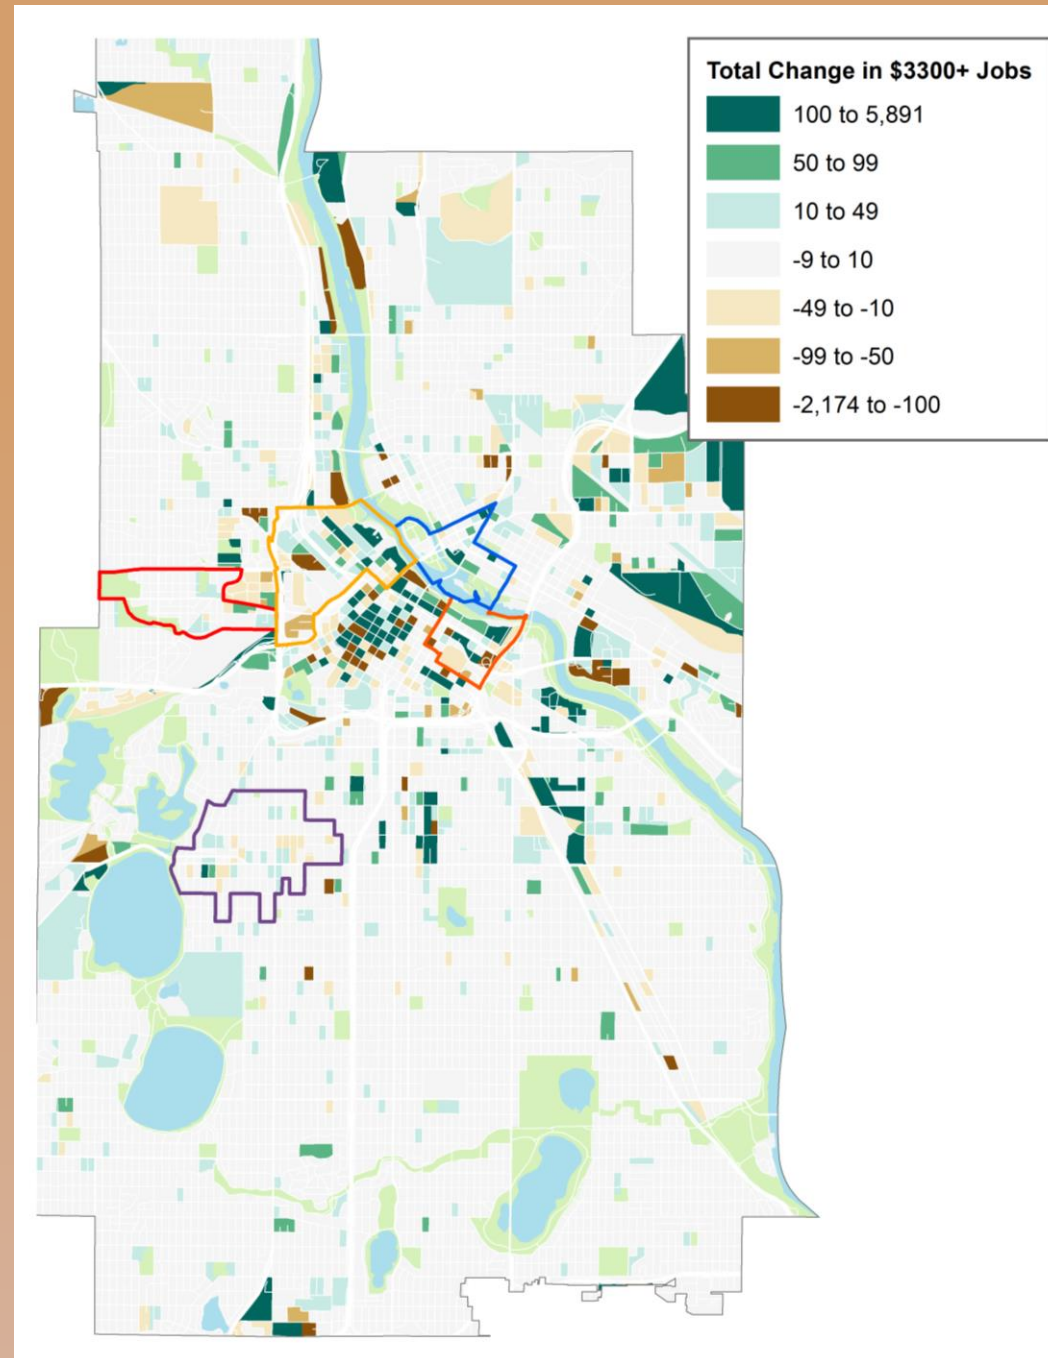 Total Change in $3300+ Jobs
100 to 5,891
50 to 99
10 to 49
-9 to 10
-49 to -10
-99 to -50
-2,174 to -100